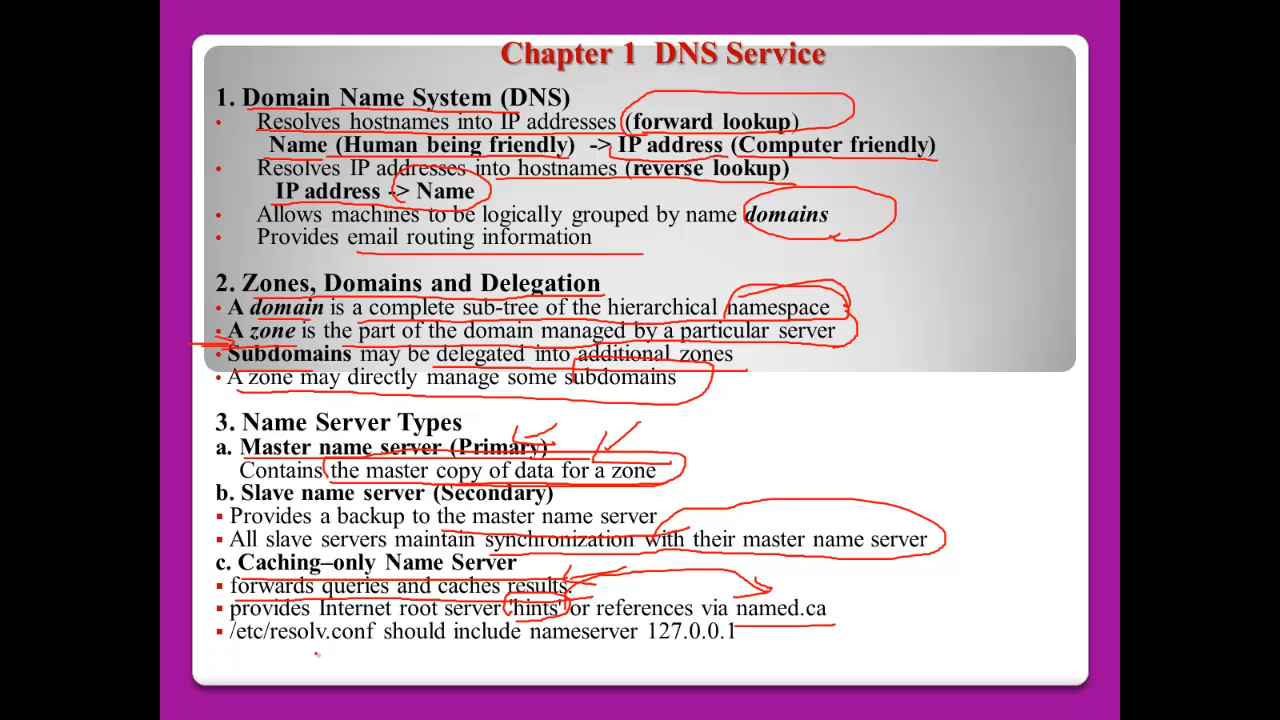 Chapter 1 DNS Service
1. Domain Name System (DNS)
• Resolves hostnames into IP addresses (forward lookup)
Name (Human being friendly) -> IP address (Computer friendly)
• Resolves IP addresses into hostnames (reverse lookup)
IP address -> Name
• Allows machines to be logically grouped by name domains
• Provides email routing information
2. Zones, Domains and Delegation
• A domain is a complete sub-tree of the hierarchical namespace
• A zone is the part of the domain managed by a particular server
• Subdomains may be delegated into additional zones
• A zone may directly manage some subdomains
3. Name Server Types
a. Master name server (Primary)
Contains the master copy of data for a zone
b. Slave name server (Secondary)
▪ Provides a backup to the master name server
▪ All slave servers maintain synchronization with their master name server
c. Caching–only Name Server
▪ forwards queries and caches results.
▪ provides Internet root server 'hints' or references via named.ca
▪ /etc/resolv.conf should include nameserver 127.0.0.1